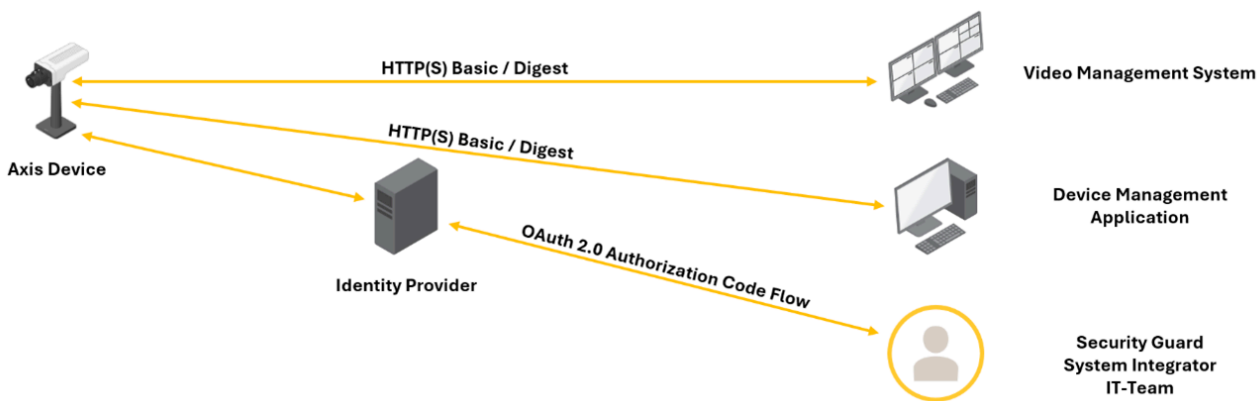 HTTP(S) Basic / Digest
Video Management System
HTTP(S) Basic / Digest
Axis Device
Device Management
Application
OAuth 2.0 Authorization Code Flow
Identity Provider
Security Guard
System Integrator
IT-Team